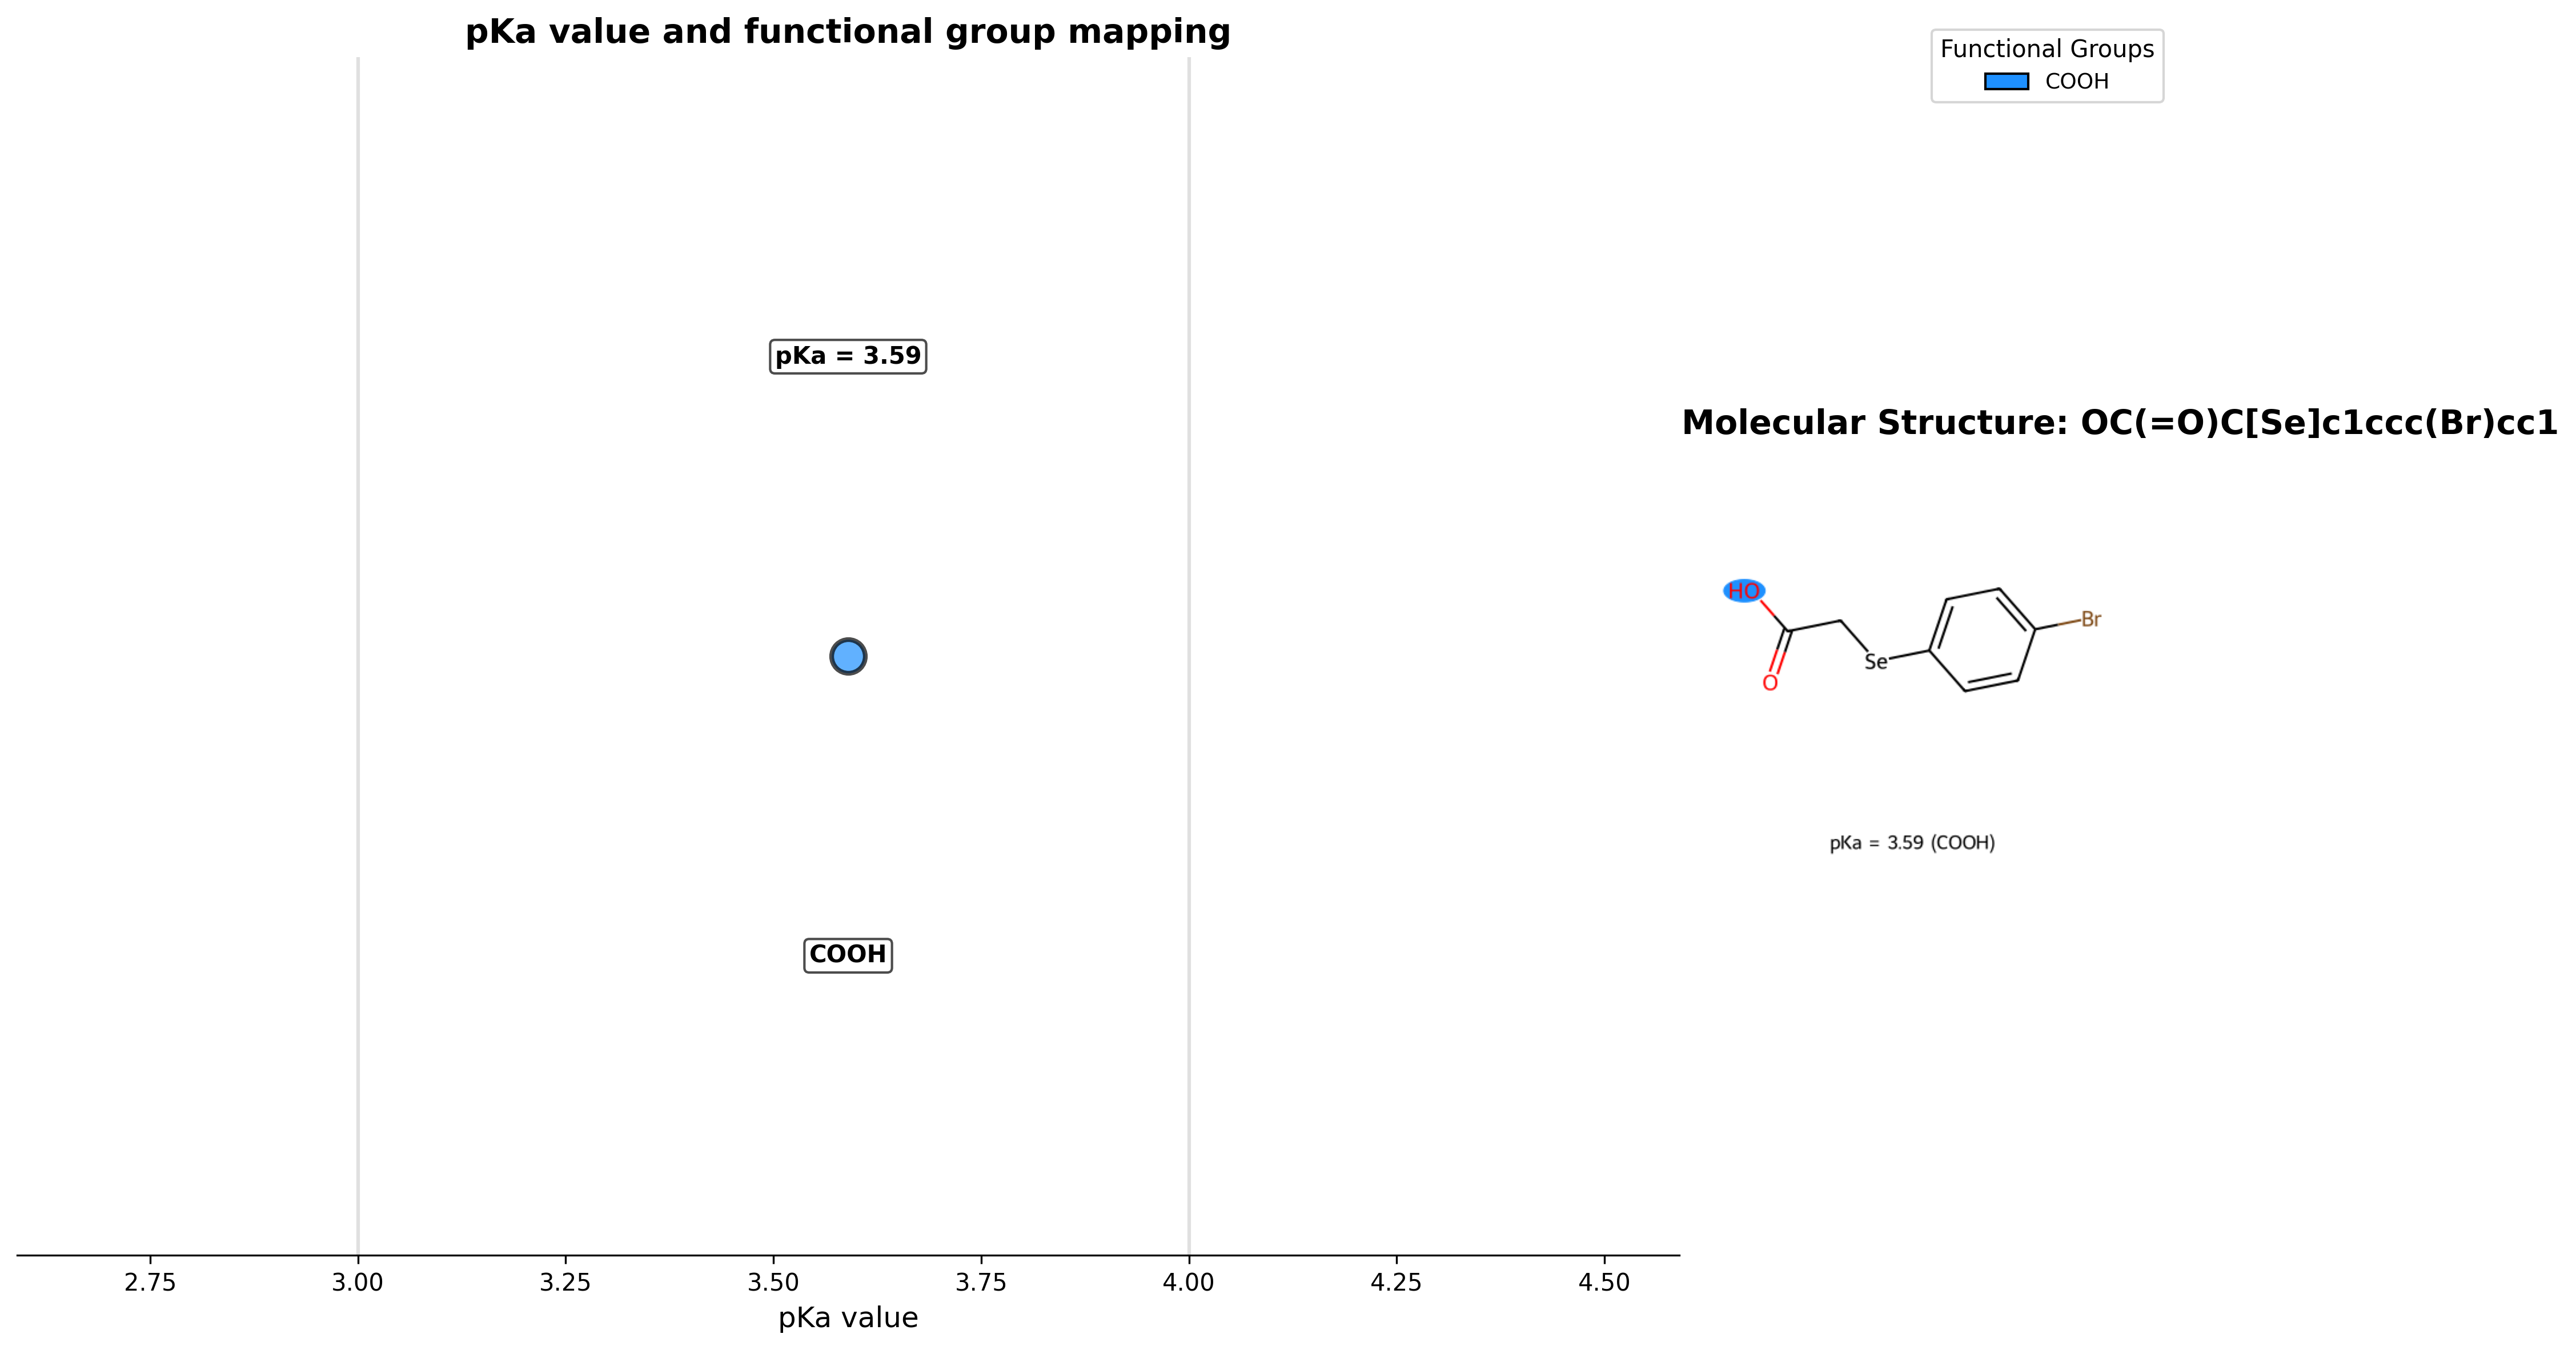 pKa value and functional group mapping
pKa = 3.59
COOH
2.75 3.00 3.25 3.50 3.75 4.00 4.25 4.50
pKa value
Functional Groups
COOH
Molecular Structure: OC(=O)C[Se]c1ccc(Br)cc1
HO
Br
Se
O
pKa = 3.59 (COOH)